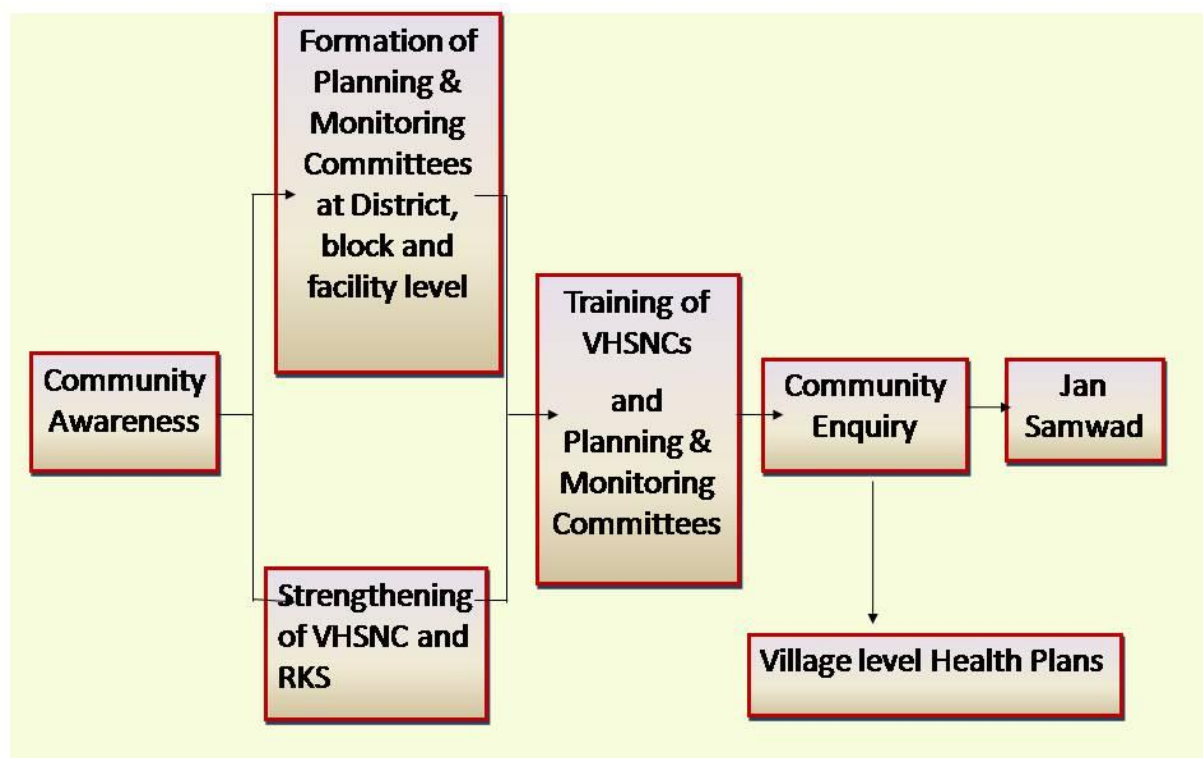 Formation of
Planning &
Monitoring
Committees
at District,
block and
facility level
Community
Awareness
Strengthening
of VHSNC and
RKS
Training of
VHSNCs
and
Planning &
Monitoring
Committees
Community
Enquiry
Jan
Samwad
Village level Health Plans